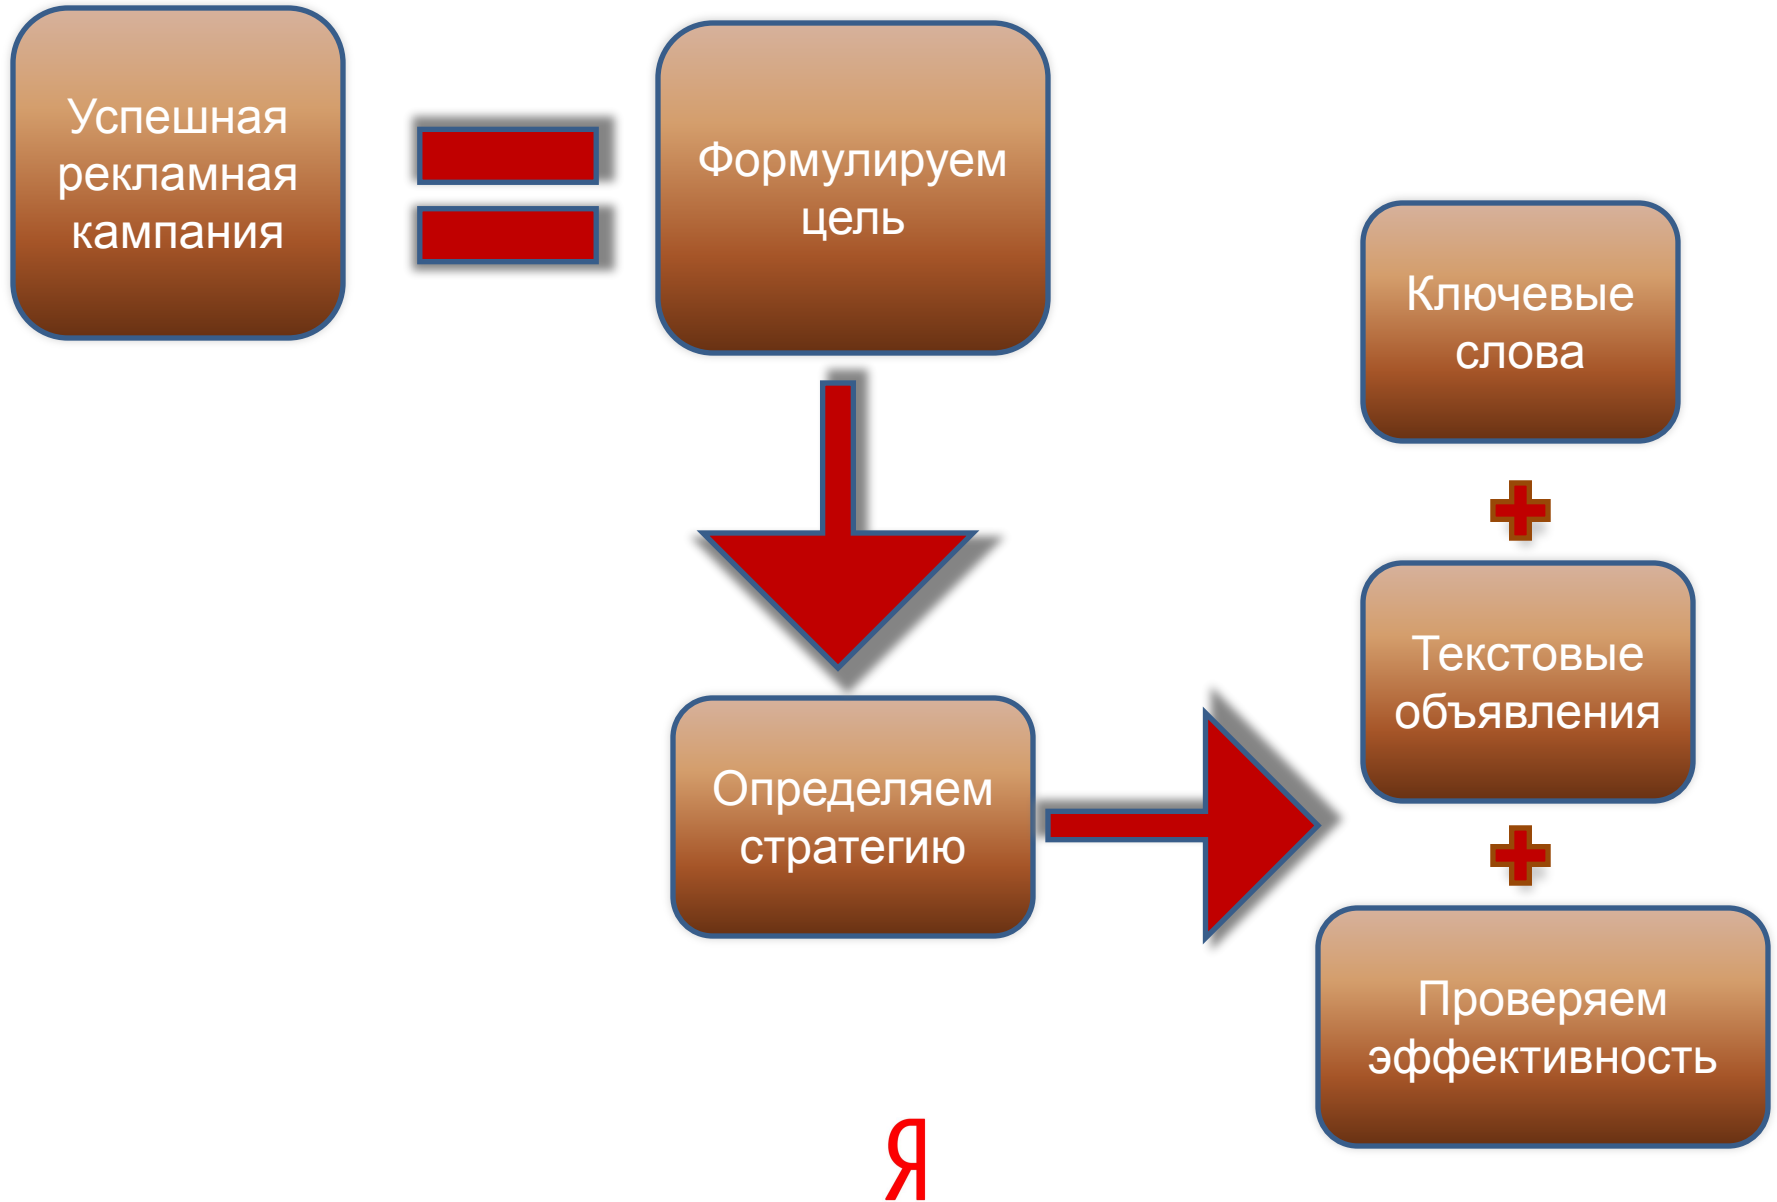 Успешная
рекламная
кампания
Формулируем
цель
Определяем
стратегию
Ключевые
слова
Текстовые
объявления
Проверяем
эффективность
Я